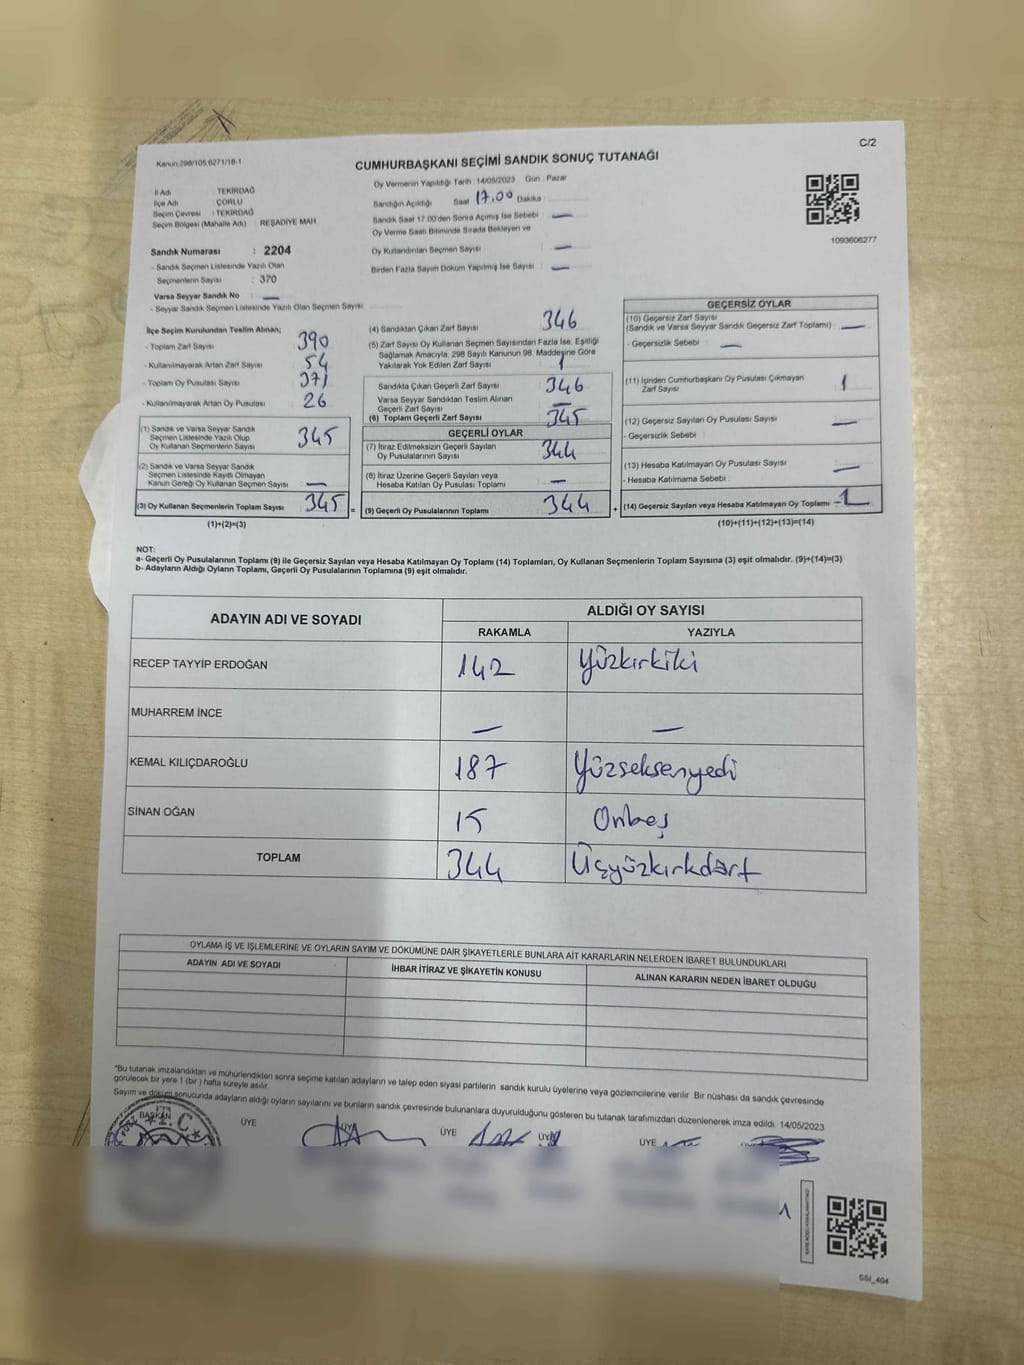 C/2
Kanun:298/105,6271/18-1
CUMHURBAŞKANI SEÇİMİ SANDIK SONUÇ TUTANAĞI
İl Adı : TEKİRDAĞ
İlçe Adı : ÇORLU
Seçim Çevresi : TEKİRDAĞ
Seçim Bölgesi (Mahalle Adı) : REŞADİYE MAH.
Oy Vermenin Yapıldığı Tarih : 14/05/2023 Gün : Pazar
Sandığın Açıldığı Saat 17.00 Dakika :
Sandık Saat 17.00'den Sonra Açılmış İse Sebebi : —
Oy Verme Saati Bitiminde Sırada Bekleyen ve
Oy Kullandırılan Seçmen Sayısı : —
Birden Fazla Sayım Döküm Yapılmış İse Sayısı : —
1093606277
Sandık Numarası : 2204
- Sandık Seçmen Listesinde Yazılı Olan
Seçmenlerin Sayısı : 370
Varsa Seyyar Sandık No : —
- Seyyar Sandık Seçmen Listesinde Yazılı Olan Seçmen Sayısı :
İlçe Seçim Kurulundan Teslim Alınan;
- Toplam Zarf Sayısı : 390
- Kullanılmayarak Artan Zarf Sayısı : 54
- Toplam Oy Pusulası Sayısı : 371
- Kullanılmayarak Artan Oy Pusulası : 26
(1) Sandık ve Varsa Seyyar Sandık
Seçmen Listesinde Yazılı Olup
Oy Kullanan Seçmenlerin Sayısı 345
(2) Sandık ve Varsa Seyyar Sandık
Seçmen Listesinde Kayıtlı Olmayan
Kanun Gereği Oy Kullanan Seçmen Sayısı —
(3) Oy Kullanan Seçmenlerin Toplam Sayısı 345
(1)+(2)=(3)
(4) Sandıktan Çıkan Zarf Sayısı : 346
(5) Zarf Sayısı Oy Kullanan Seçmen Sayısından Fazla İse, Eşitliği
Sağlamak Amacıyla, 298 Sayılı Kanunun 98. Maddesine Göre
Yakılarak Yok Edilen Zarf Sayısı : 1
Sandıkta Çıkan Geçerli Zarf Sayısı : 346
Varsa Seyyar Sandıktan Teslim Alınan
Geçerli Zarf Sayısı : —
(6) Toplam Geçerli Zarf Sayısı : 345
GEÇERLİ OYLAR
(7) İtiraz Edilmeksizin Geçerli Sayılan
Oy Pusulalarının Sayısı : 344
(8) İtiraz Üzerine Geçerli Sayılan veya
Hesaba Katılan Oy Pusulası Toplamı : —
= (9) Geçerli Oy Pusulalarının Toplamı : 344
GEÇERSİZ OYLAR
(10) Geçersiz Zarf Sayısı
(Sandık ve Varsa Seyyar Sandık Geçersiz Zarf Toplamı) : —
- Geçersizlik Sebebi : —
(11) İçinden Cumhurbaşkanı Oy Pusulası Çıkmayan
Zarf Sayısı : 1
(12) Geçersiz Sayılan Oy Pusulası Sayısı : —
- Geçersizlik Sebebi :
(13) Hesaba Katılmayan Oy Pusulası Sayısı : —
- Hesaba Katılmama Sebebi :
+ (14) Geçersiz Sayılan veya Hesaba Katılmayan Oy Toplamı : 1
(10)+(11)+(12)+(13)=(14)
NOT:
a- Geçerli Oy Pusulalarının Toplamı (9) ile Geçersiz Sayılan veya Hesaba Katılmayan Oy Toplamı (14) Toplamları, Oy Kullanan Seçmenlerin Toplam Sayısına (3) eşit olmalıdır. (9)+(14)=(3)
b- Adayların Aldığı Oyların Toplamı, Geçerli Oy Pusulalarının Toplamına (9) eşit olmalıdır.
ADAYIN ADI VE SOYADI ALDIĞI OY SAYISI
RAKAMLA YAZIYLA
RECEP TAYYİP ERDOĞAN 142 Yüzkırkiki
MUHARREM İNCE — —
KEMAL KILIÇDAROĞLU 187 Yüzseksenyedi
SİNAN OĞAN 15 Onbeş
TOPLAM 344 Üçyüzkırkdört
OYLAMA İŞ VE İŞLEMLERİNE VE OYLARIN SAYIM VE DÖKÜMÜNE DAİR ŞİKAYETLERLE BUNLARA AİT KARARLARIN NELERDEN İBARET BULUNDUKLARI
ADAYIN ADI VE SOYADI İHBAR İTİRAZ VE ŞİKAYETİN KONUSU ALINAN KARARIN NEDEN İBARET OLDUĞU
*Bu tutanak imzalandıktan ve mühürlendikten sonra seçime katılan adayların ve talep eden siyasi partilerin sandık kurulu üyelerine veya gözlemcilerine verilir. Bir nüshası da sandık çevresinde
görülecek bir yere 1 (bir) hafta süreyle asılır.
Sayım ve döküm sonucunda adayların aldığı oyların sayılarını ve bunların sandık çevresinde bulunanlara duyurulduğunu gösteren bu tutanak tarafımızdan düzenlenerek imza edildi. 14/05/2023
BAŞKAN ÜYE ÜYE ÜYE ÜYE ÜYE
T.C.
SSI_404